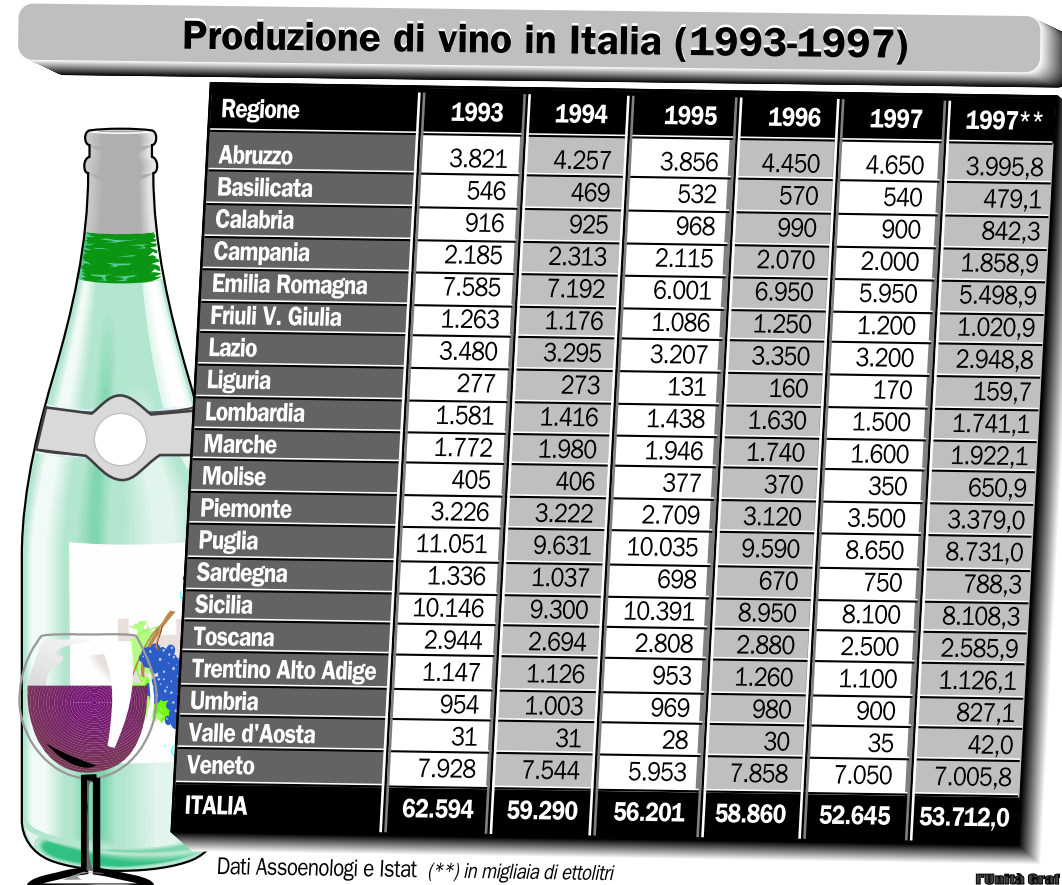 Produzione di vino in Italia (1993-1997)
Regione 1993 1994 1995 1996 1997 1997**
Abruzzo 3.821 4.257 3.856 4.450 4.650 3.995,8
Basilicata 546 469 532 570 540 479,1
Calabria 916 925 968 990 900 842,3
Campania 2.185 2.313 2.115 2.070 2.000 1.858,9
Emilia Romagna 7.585 7.192 6.001 6.950 5.950 5.498,9
Friuli V. Giulia 1.263 1.176 1.086 1.250 1.200 1.020,9
Lazio 3.480 3.295 3.207 3.350 3.200 2.948,8
Liguria 277 273 131 160 170 159,7
Lombardia 1.581 1.416 1.438 1.630 1.500 1.741,1
Marche 1.772 1.980 1.946 1.740 1.600 1.922,1
Molise 405 406 377 370 350 650,9
Piemonte 3.226 3.222 2.709 3.120 3.500 3.379,0
Puglia 11.051 9.631 10.035 9.590 8.650 8.731,0
Sardegna 1.336 1.037 698 670 750 788,3
Sicilia 10.146 9.300 10.391 8.950 8.100 8.108,3
Toscana 2.944 2.694 2.808 2.880 2.500 2.585,9
Trentino Alto Adige 1.147 1.126 953 1.260 1.100 1.126,1
Umbria 954 1.003 969 980 900 827,1
Valle d'Aosta 31 31 28 30 35 42,0
Veneto 7.928 7.544 5.953 7.858 7.050 7.005,8
ITALIA 62.594 59.290 56.201 58.860 52.645 53.712,0
Dati Assoenologi e Istat (**) in migliaia di ettolitri
l'Unità Graf